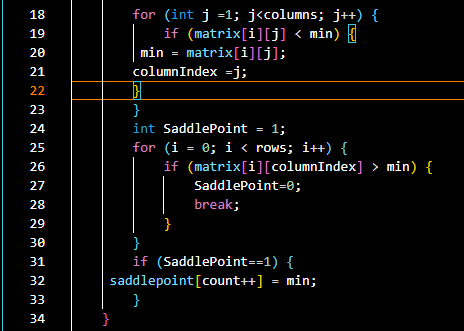 18 for (int j =1; j<columns; j++) {
19 if (matrix[i][j] < min) {
20 min = matrix[i][j];
21 columnIndex =j;
22 }
23 }
24 int SaddlePoint = 1;
25 for (i = 0; i < rows; i++) {
26 if (matrix[i][columnIndex] > min) {
27 SaddlePoint=0;
28 break;
29 }
30 }
31 if (SaddlePoint==1) {
32 saddlepoint[count++] = min;
33 }
34 }